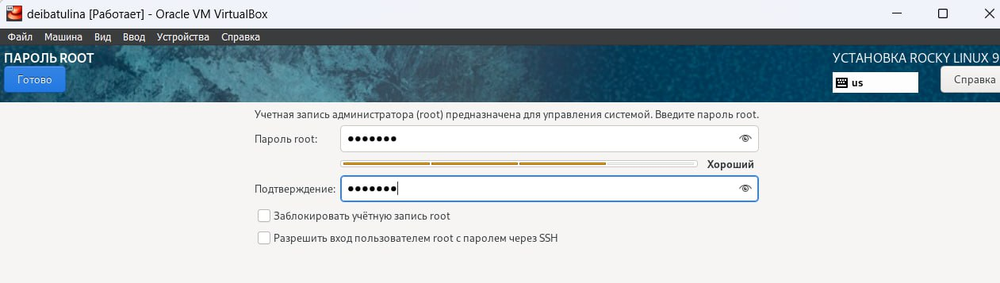 deibatulina [Работает] - Oracle VM VirtualBox
Файл Машина Вид Ввод Устройства Справка
ПАРОЛЬ ROOT
УСТАНОВКА ROCKY LINUX 9
Готово
us
Справка
Учетная запись администратора (root) предназначена для управления системой. Введите пароль root.
Пароль root: ●●●●●●●
Хороший
Подтверждение: ●●●●●●●
Заблокировать учётную запись root
Разрешить вход пользователем root с паролем через SSH